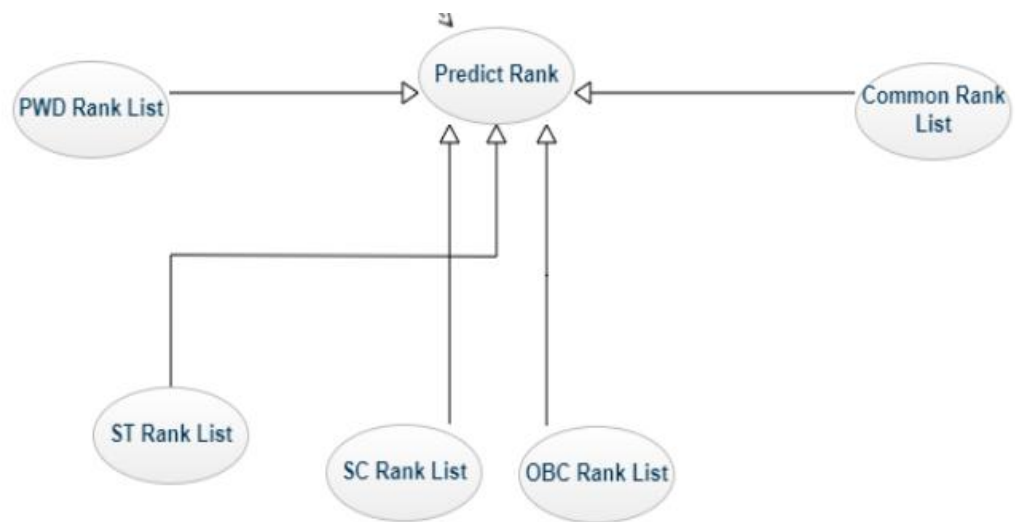 Predict Rank
PWD Rank List
Common Rank
List
ST Rank List
SC Rank List
OBC Rank List